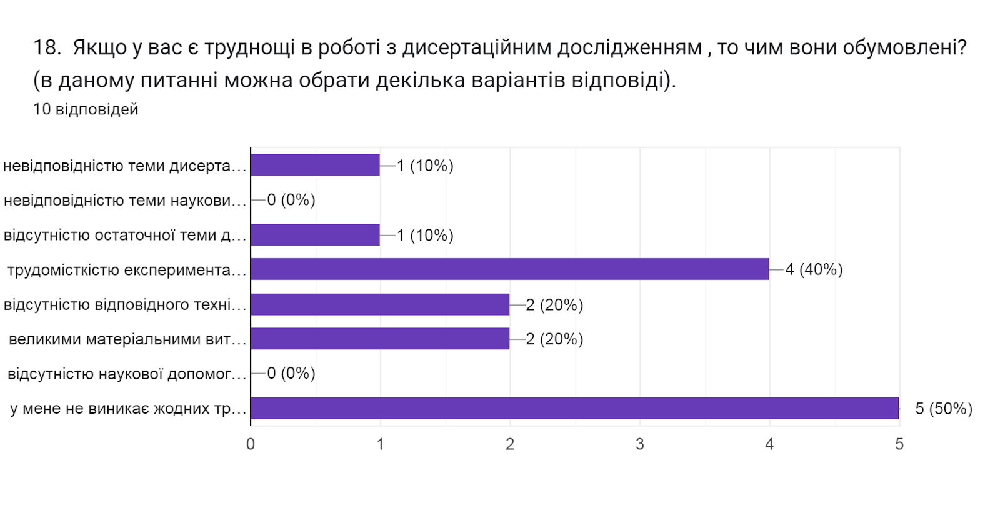 18.  Якщо у вас є труднощі в роботі з дисертаційним дослідженням , то чим вони обумовлені?
(в даному питанні можна обрати декілька варіантів відповіді).
10 відповідей
невідповідністю теми дисерта… 1 (10%)
невідповідністю теми наукови… 0 (0%)
відсутністю остаточної теми д… 1 (10%)
трудомісткістю експеримента… 4 (40%)
відсутністю відповідного техні… 2 (20%)
великими матеріальними вит… 2 (20%)
відсутністю наукової допомог… 0 (0%)
у мене не виникає жодних тр… 5 (50%)
0 1 2 3 4 5